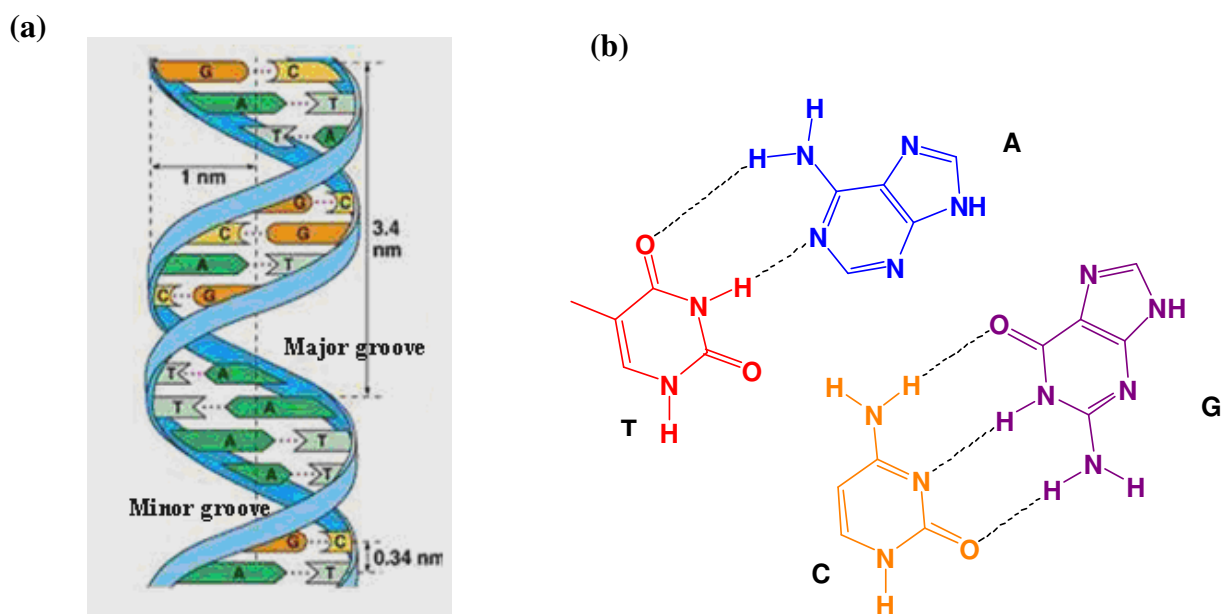 (a)
G C
A T
T A
1 nm
G C
3.4
nm
C G
A T
C G
Major groove
T A
T A
A T
A T
Minor groove
G C
0.34 nm
A T
(b)
H
H N
N
A
N
NH
N
O
N H
N
O
N
H
T
N
O
NH
H H
N
H N
N
G
N
N
H H
N
O
C
N
H